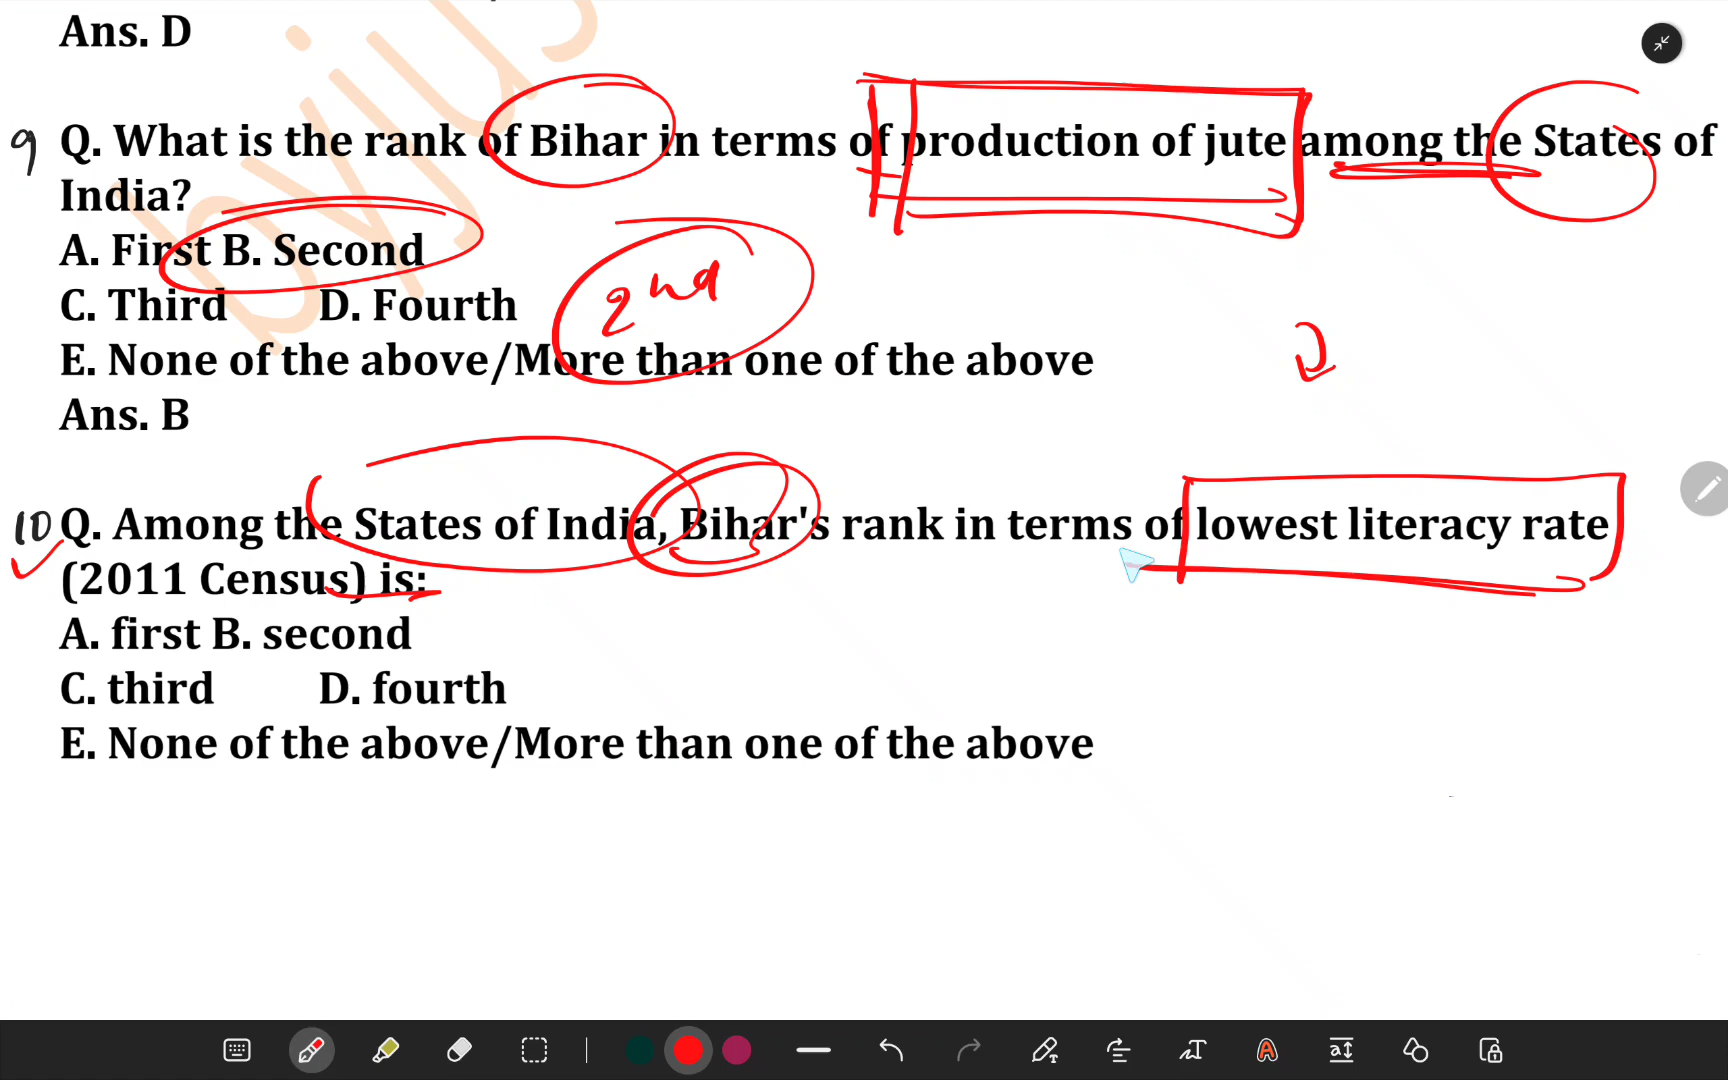 Ans. D
9 Q. What is the rank of Bihar in terms of production of jute among the States of
India?
A. First B. Second
2nd
C. Third D. Fourth
E. None of the above/More than one of the above
Ans. B
10 Q. Among the States of India, Bihar's rank in terms of lowest literacy rate
(2011 Census) is:
A. first B. second
C. third D. fourth
E. None of the above/More than one of the above
byjus